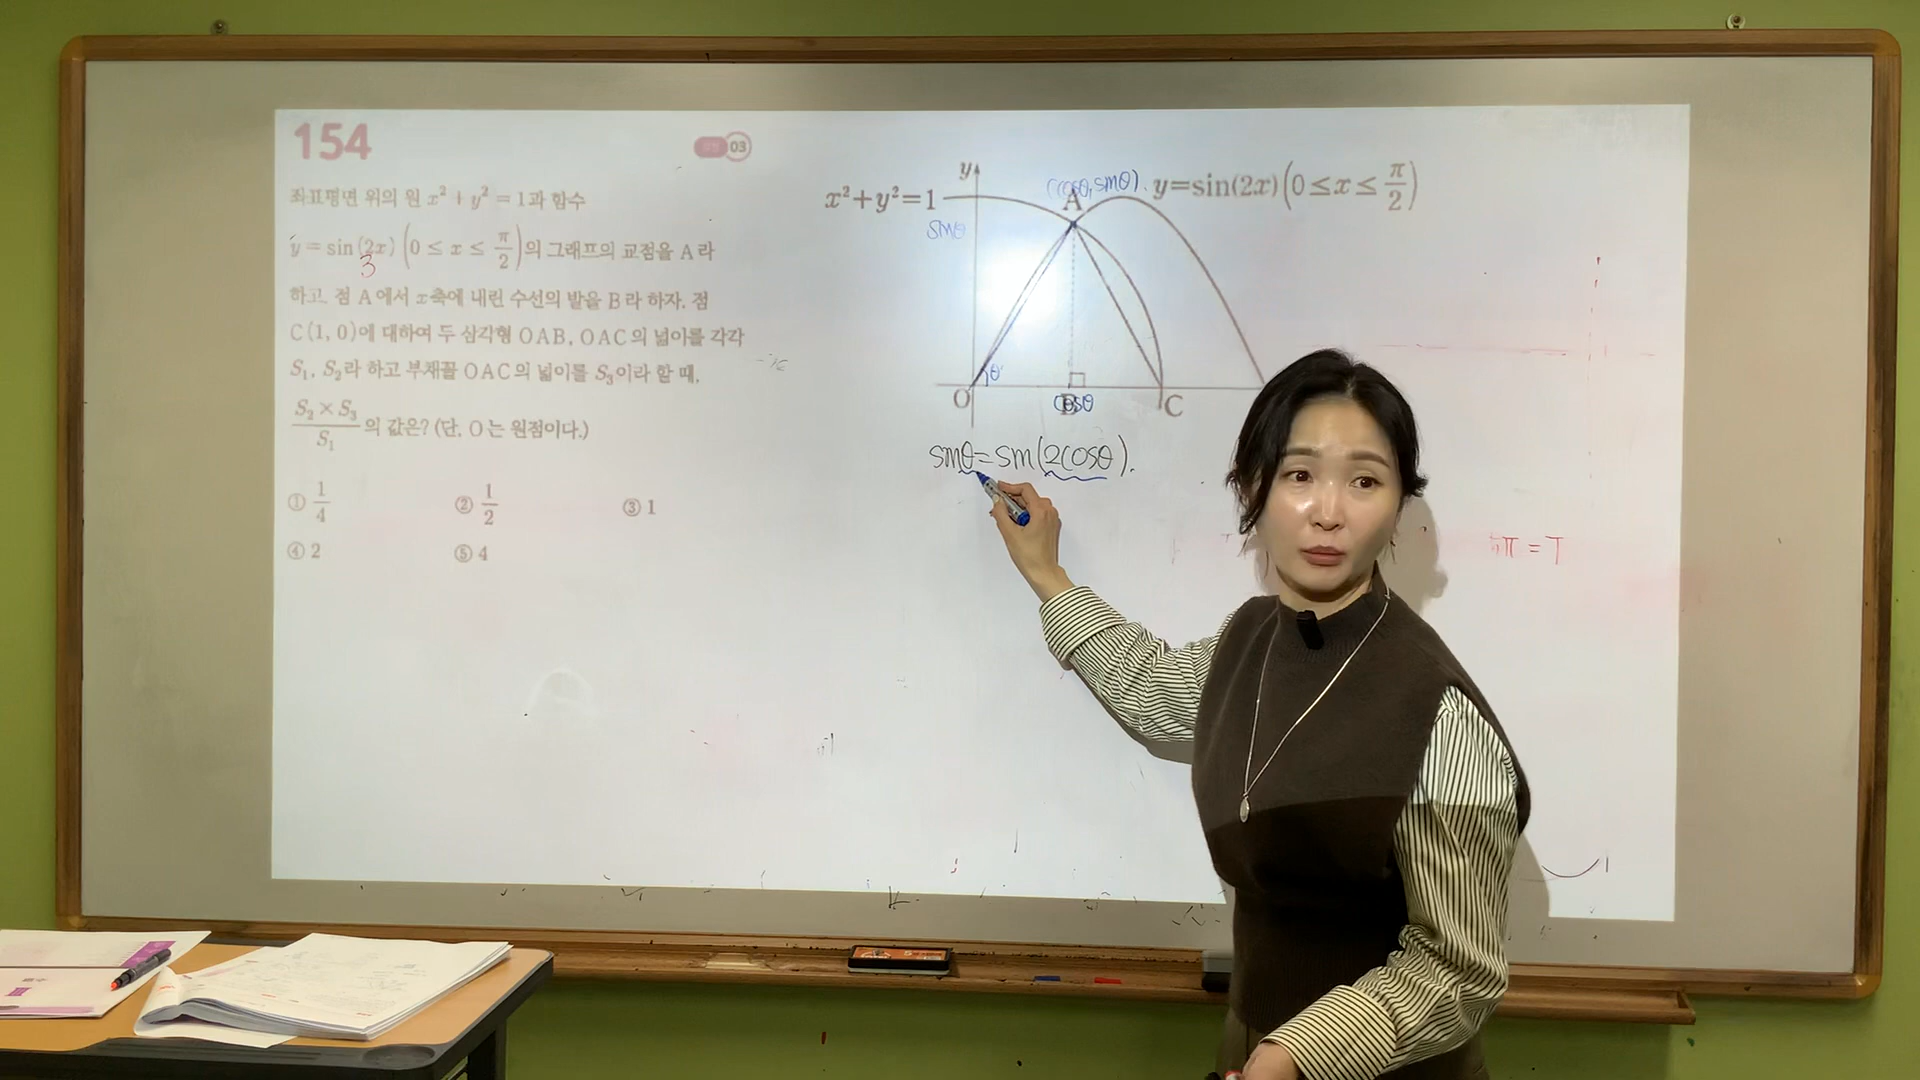 154
03
좌표평면 위의 원 x² + y² = 1과 함수
y = sin(2x) (0 ≤ x ≤ π/2)의 그래프의 교점을 A라
3
하고, 점 A에서 x축에 내린 수선의 발을 B라 하자. 점
C(1, 0)에 대하여 두 삼각형 OAB, OAC의 넓이를 각각
S₁, S₂라 하고 부채꼴 OAC의 넓이를 S₃이라 할 때,
S₂ × S₃ / S₁ 의 값은? (단, O는 원점이다.)
① 1/4 ② 1/2 ③ 1
④ 2 ⑤ 4
y
x²+y²=1
(cosθ, sinθ).
y=sin(2x)(0≤x≤π/2)
A
sinθ
θ
O B C
cosθ
sinθ=sin(2cosθ).
π = T